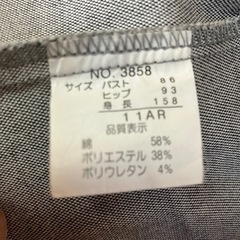 NO. 3858
サイズ バスト 86
ヒップ 93
身長 158
11AR
品質表示
綿 58%
ポリエステル 38%
ポリウレタン 4%